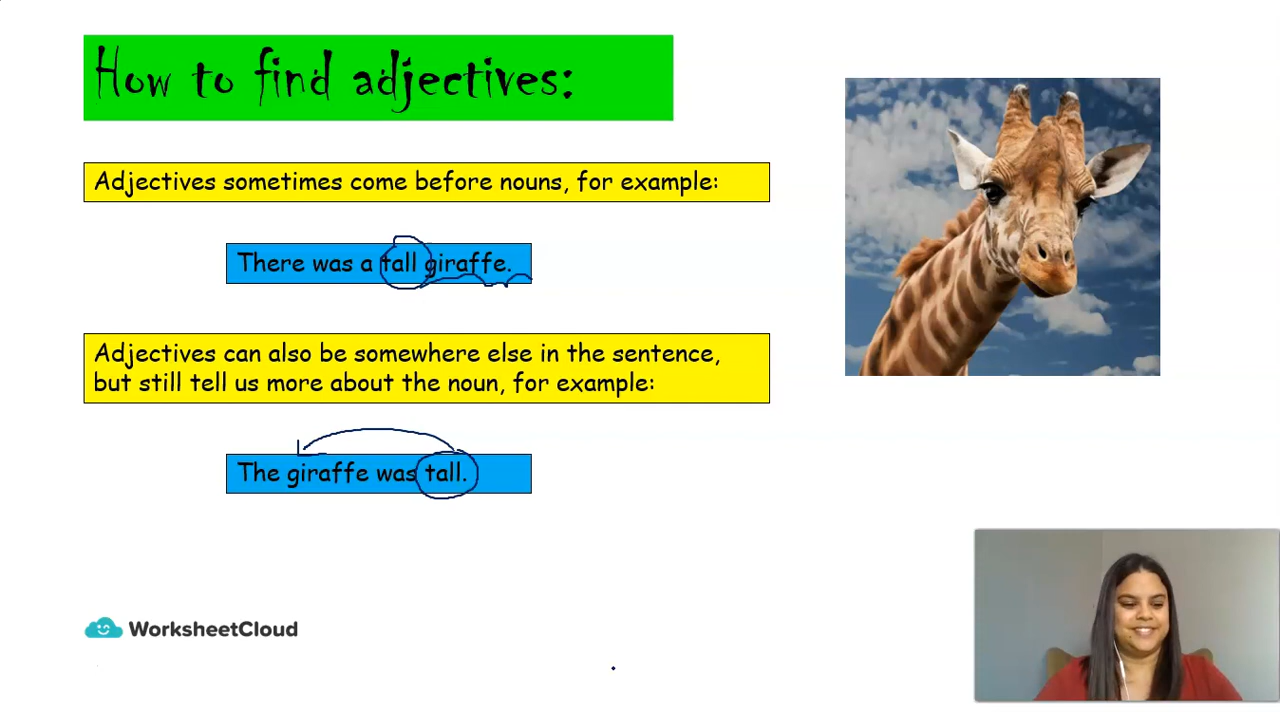 How to find adjectives:
Adjectives sometimes come before nouns, for example:
There was a tall giraffe.
Adjectives can also be somewhere else in the sentence,
but still tell us more about the noun, for example:
The giraffe was tall.
WorksheetCloud